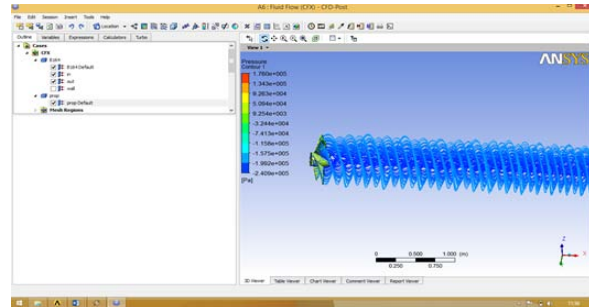 A6 : Fluid Flow (CFX) - CFD-Post
File Edit Session Insert Tools Help
Location
Outline Variables Expressions Calculators Turbo
Cases
CFX
in
out
wall
prop
prop Default
Mesh Regions
View 1
ANSYS
Pressure
Contour 1
1.760e+005
1.343e+005
9.263e+004
5.094e+004
9.254e+003
-3.244e+004
-7.413e+004
-1.158e+005
-1.575e+005
-1.992e+005
-2.409e+005
[Pa]
0 0.500 1.000 (m)
0.250 0.750
Z
X
3D Viewer Table Viewer Chart Viewer Comment Viewer Report Viewer